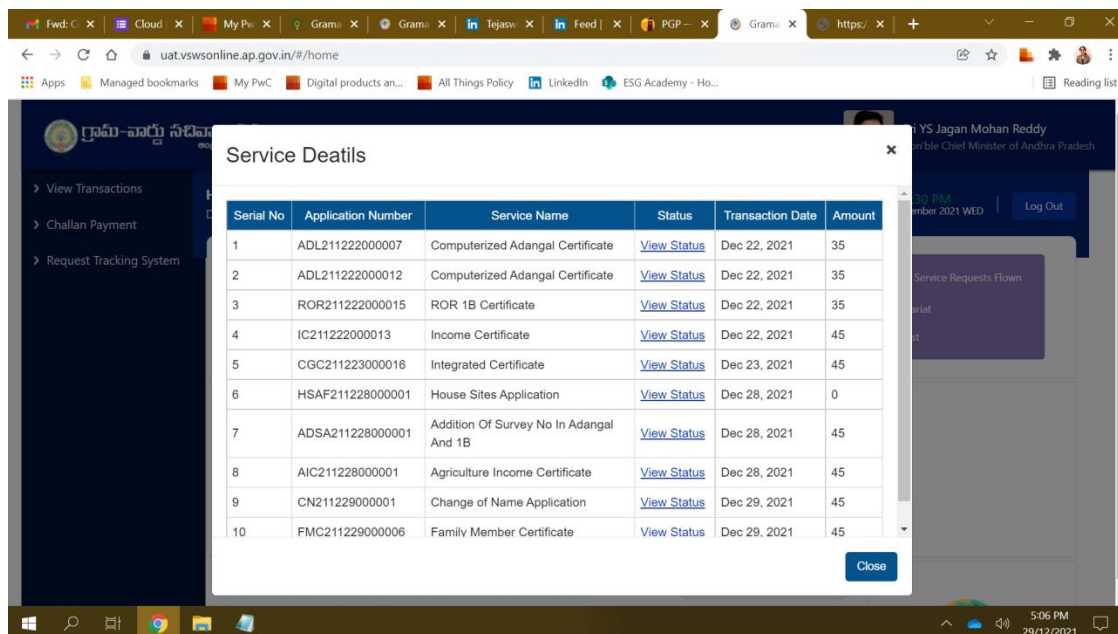 Fwd: C
Cloud
My Pw
Grama
Grama
Tejasw
Feed |
PGP –
Grama
https:/
uat.vswsonline.ap.gov.in/#/home
Apps Managed bookmarks My PwC Digital products an... All Things Policy LinkedIn ESG Academy - Ho... Reading list
గ్రామ-వార్డు సచివా
YS Jagan Mohan Reddy
on'ble Chief Minister of Andhra Pradesh
Service Deatils
View Transactions
Challan Payment
Request Tracking System
:30 PM
ember 2021 WED
Log Out
Service Requests Flown
ariat
st
Serial No Application Number Service Name Status Transaction Date Amount
1 ADL211222000007 Computerized Adangal Certificate View Status Dec 22, 2021 35
2 ADL211222000012 Computerized Adangal Certificate View Status Dec 22, 2021 35
3 ROR211222000015 ROR 1B Certificate View Status Dec 22, 2021 35
4 IC211222000013 Income Certificate View Status Dec 22, 2021 45
5 CGC211223000016 Integrated Certificate View Status Dec 23, 2021 45
6 HSAF211228000001 House Sites Application View Status Dec 28, 2021 0
7 ADSA211228000001 Addition Of Survey No In Adangal And 1B View Status Dec 28, 2021 45
8 AIC211228000001 Agriculture Income Certificate View Status Dec 28, 2021 45
9 CN211229000001 Change of Name Application View Status Dec 29, 2021 45
10 FMC211229000006 Family Member Certificate View Status Dec 29, 2021 45
Close
5:06 PM
29/12/2021